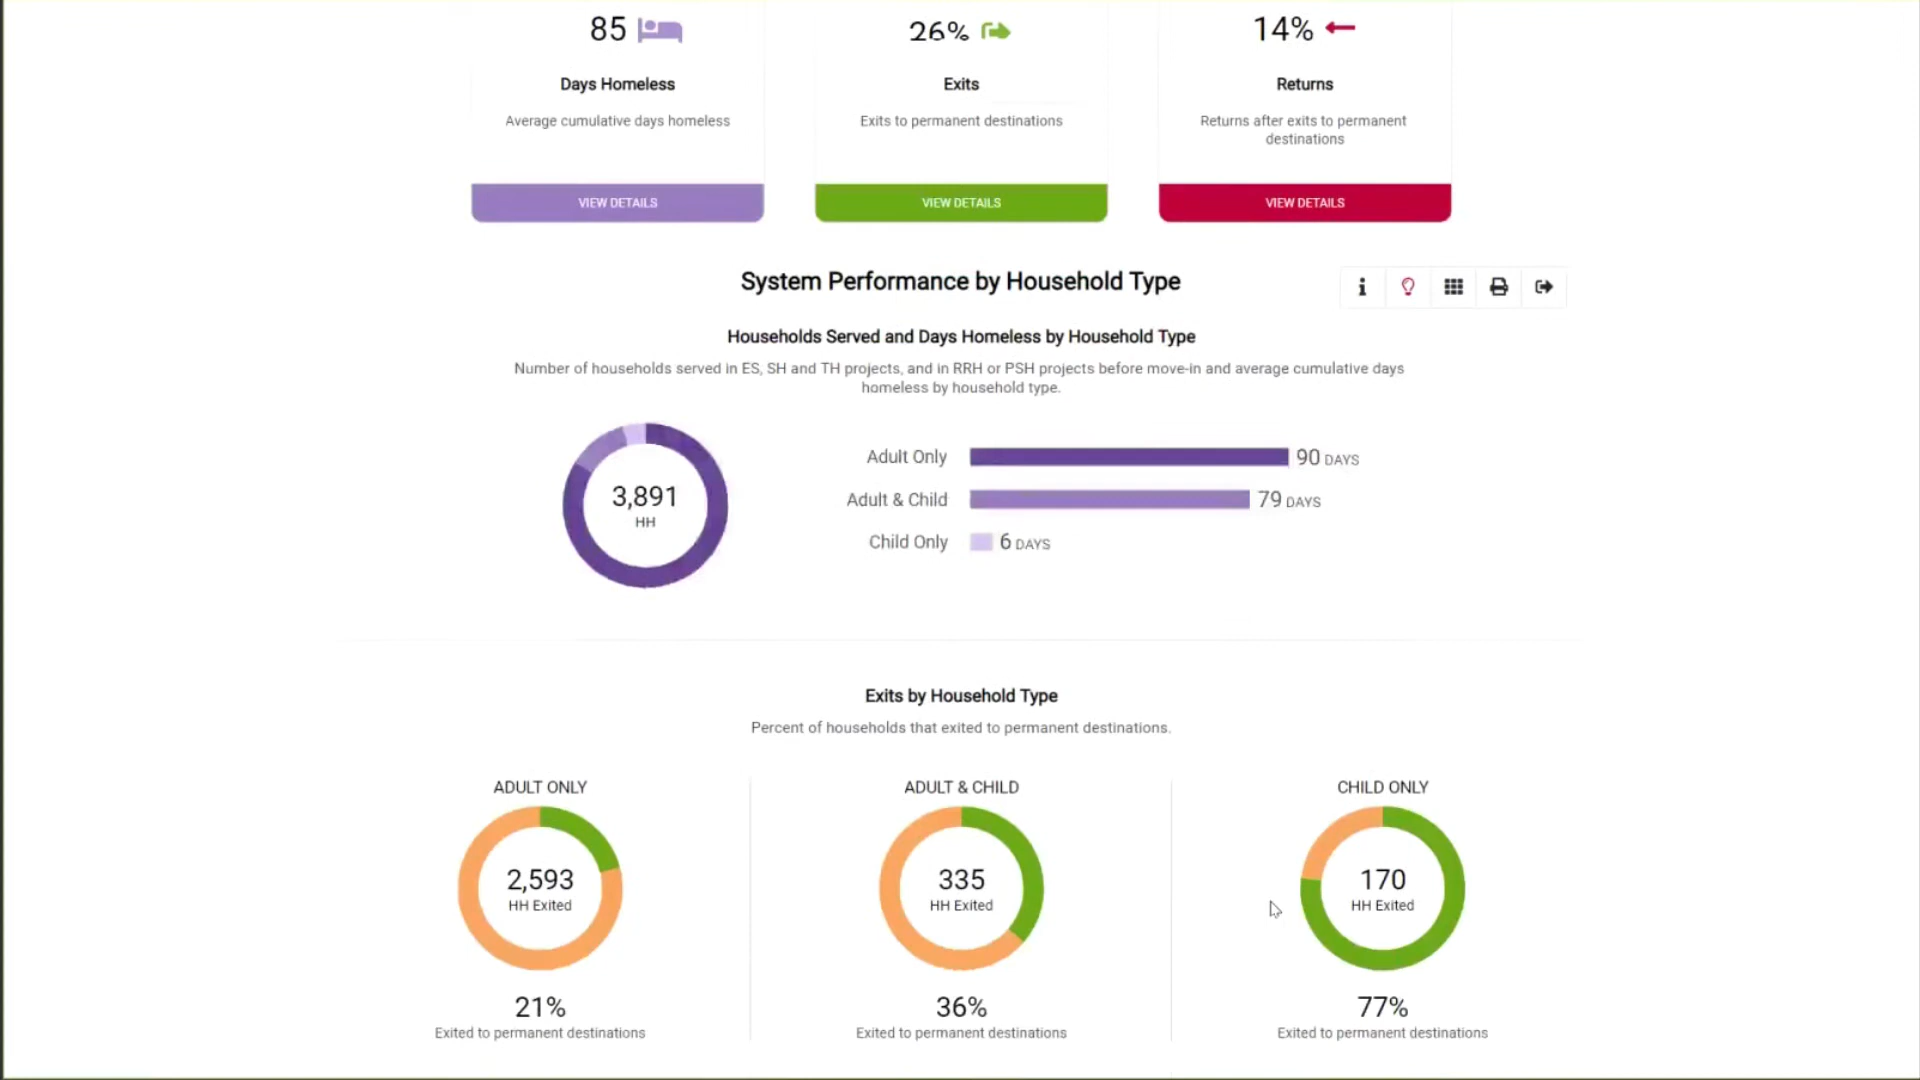 85
26%
14%
Days Homeless
Exits
Returns
Average cumulative days homeless
Exits to permanent destinations
Returns after exits to permanent
destinations
VIEW DETAILS
VIEW DETAILS
VIEW DETAILS
System Performance by Household Type
Households Served and Days Homeless by Household Type
Number of households served in ES, SH and TH projects, and in RRH or PSH projects before move-in and average cumulative days
homeless by household type.
3,891
HH
Adult Only 90 DAYS
Adult & Child 79 DAYS
Child Only 6 DAYS
Exits by Household Type
Percent of households that exited to permanent destinations.
ADULT ONLY
2,593
HH Exited
21%
Exited to permanent destinations
ADULT & CHILD
335
HH Exited
36%
Exited to permanent destinations
CHILD ONLY
170
HH Exited
77%
Exited to permanent destinations